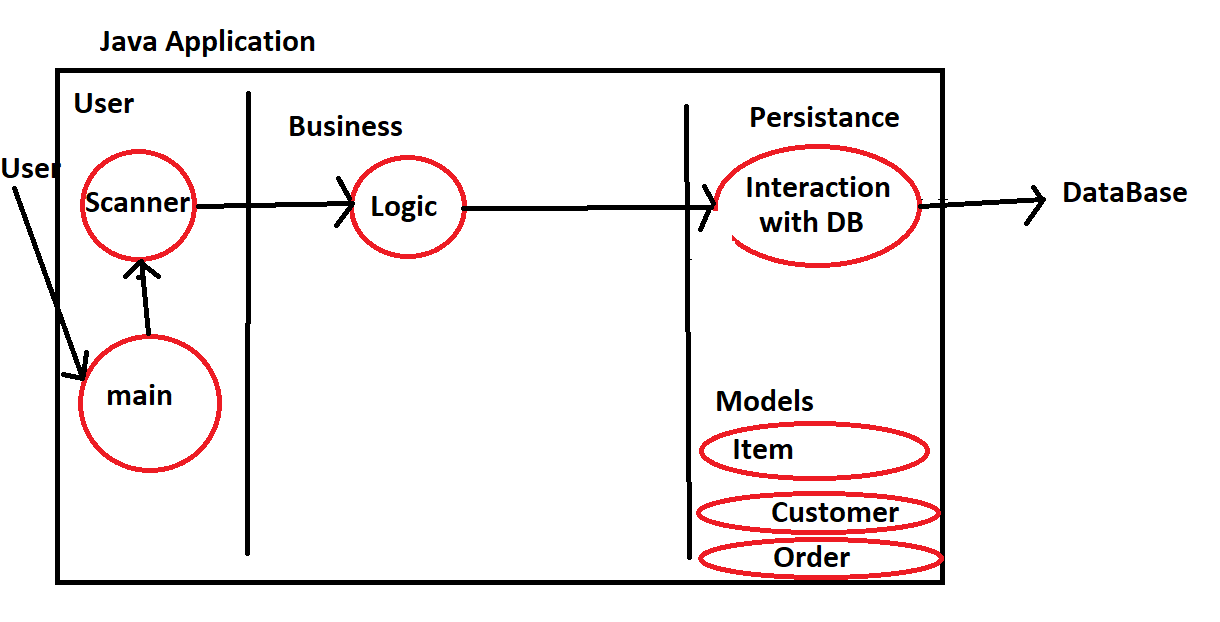 Java Application
User
User
Scanner
main
Business
Logic
Persistance
Interaction
with DB
DataBase
Models
Item
Customer
Order